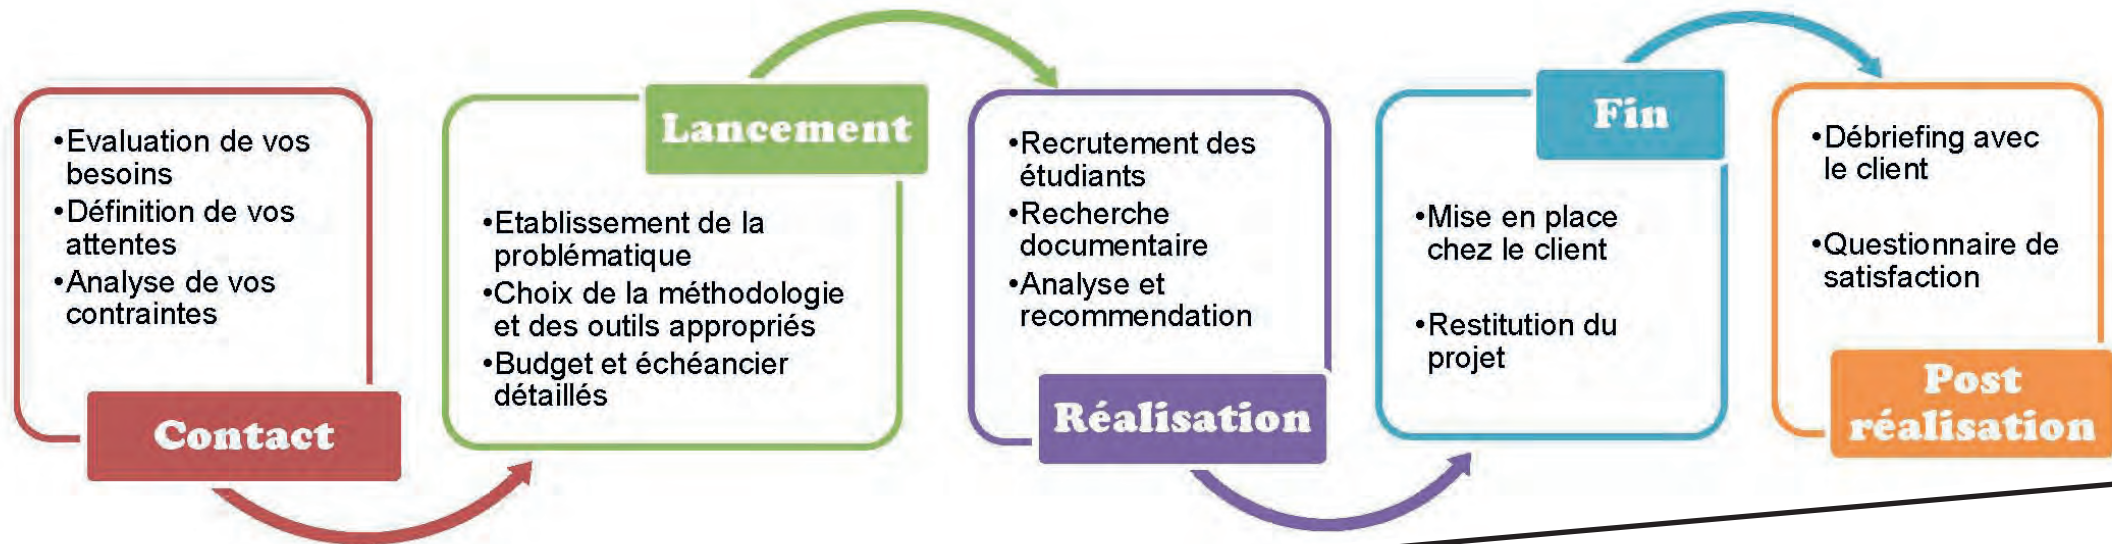 •Evaluation de vos
besoins
•Définition de vos
attentes
•Analyse de vos
contraintes
Contact
Lancement
•Etablissement de la
problématique
•Choix de la méthodologie
et des outils appropriés
•Budget et échéancier
détaillés
•Recrutement des
étudiants
•Recherche
documentaire
•Analyse et
recommendation
Réalisation
Fin
•Mise en place
chez le client
•Restitution du
projet
•Débriefing avec
le client
•Questionnaire de
satisfaction
Post
réalisation